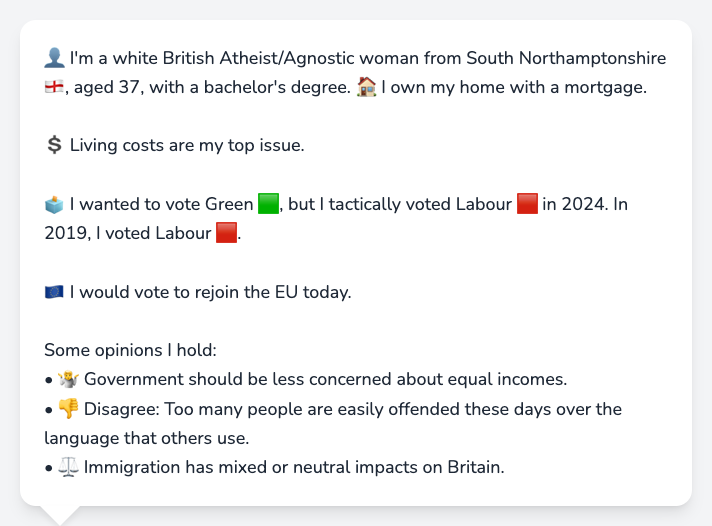 👤 I'm a white British Atheist/Agnostic woman from South Northamptonshire
🏴󠁧󠁢󠁥󠁮󠁧󠁿, aged 37, with a bachelor's degree. 🏠 I own my home with a mortgage.
💲 Living costs are my top issue.
🗳️ I wanted to vote Green 🟩, but I tactically voted Labour 🟥 in 2024. In
2019, I voted Labour 🟥.
🇪🇺 I would vote to rejoin the EU today.
Some opinions I hold:
• 🤷 Government should be less concerned about equal incomes.
• 👎 Disagree: Too many people are easily offended these days over the
language that others use.
• ⚖️ Immigration has mixed or neutral impacts on Britain.